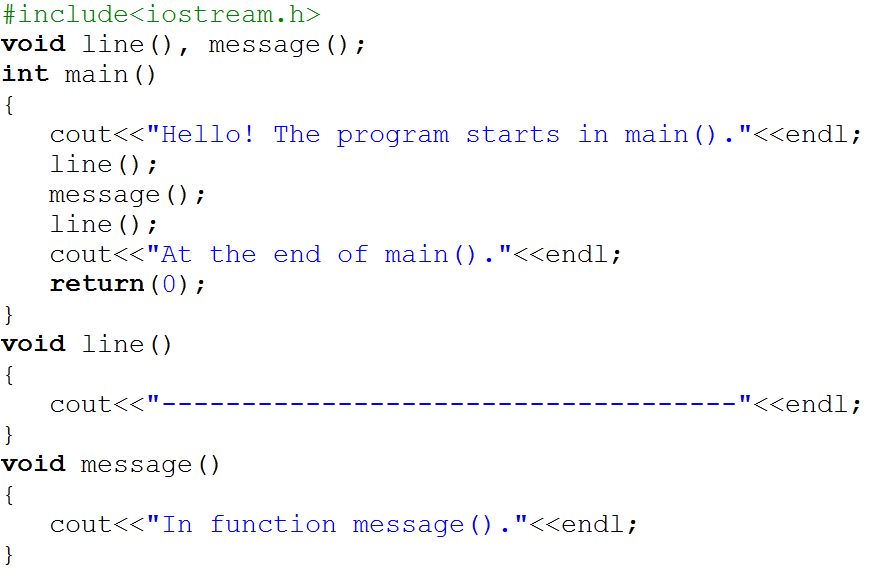 #include<iostream.h>
void line(), message();
int main()
{
   cout<<"Hello! The program starts in main()."<<endl;
   line();
   message();
   line();
   cout<<"At the end of main()."<<endl;
   return(0);
}
void line()
{
   cout<<"------------------------------------"<<endl;
}
void message()
{
   cout<<"In function message()."<<endl;
}